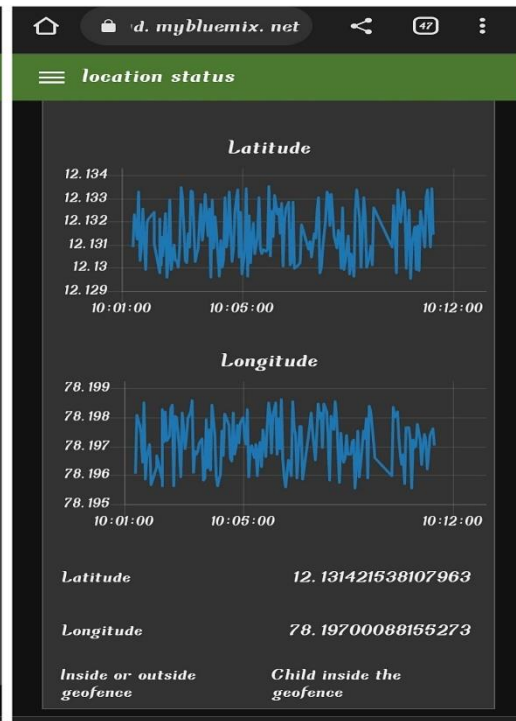 d. mybluemix. net
47
location status
Latitude
12.134
12.133
12.132
12.131
12.13
12.129
10:01:00 10:05:00 10:12:00
Longitude
78.199
78.198
78.197
78.196
78.195
10:01:00 10:05:00 10:12:00
Latitude 12. 131421538107963
Longitude 78. 19700088155273
Inside or outside Child inside the
geofence geofence